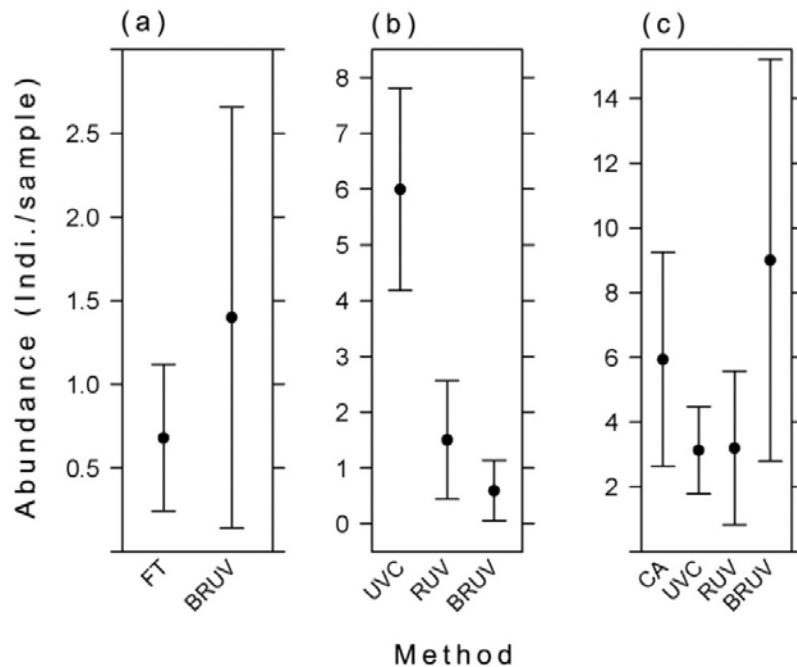 (a)
(b)
(c)
Abundance (Indi./sample)
2.5
2.0
1.5
1.0
0.5
FT
BRUV
8
7
6
5
4
3
2
1
0
UVC
RUV
BRUV
14
12
10
8
6
4
2
CA
UVC
RUV
BRUV
Method